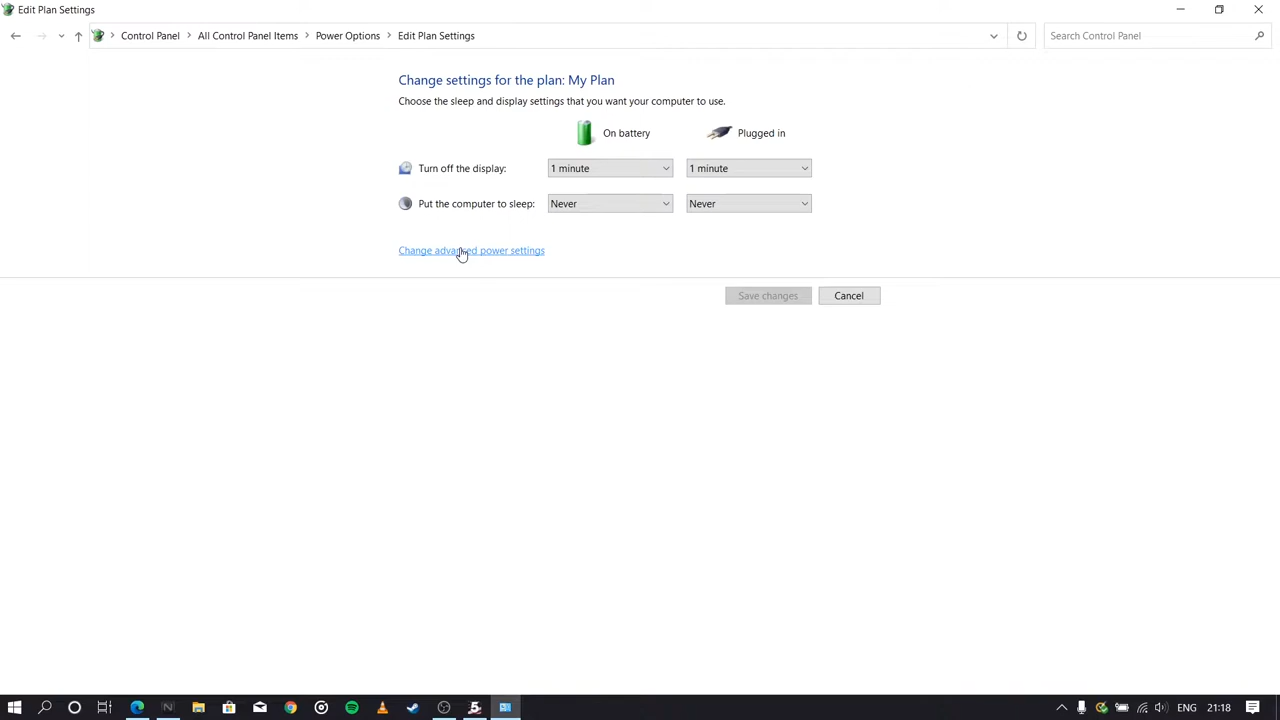 Edit Plan Settings
Control Panel All Control Panel Items Power Options Edit Plan Settings
Search Control Panel
Change settings for the plan: My Plan
Choose the sleep and display settings that you want your computer to use.
On battery Plugged in
Turn off the display: 1 minute 1 minute
Put the computer to sleep: Never Never
Change advanced power settings
Save changes Cancel
ENG 21:18